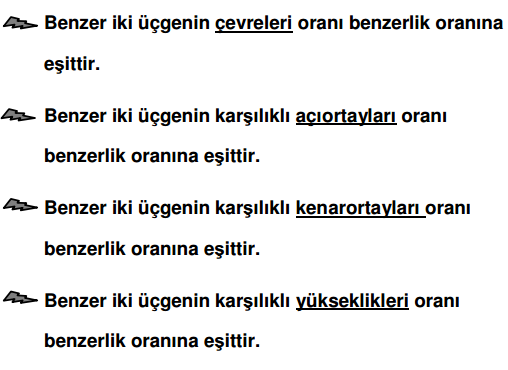 Benzer iki üçgenin çevreleri oranı benzerlik oranına
eşittir.
Benzer iki üçgenin karşılıklı açıortayları oranı
benzerlik oranına eşittir.
Benzer iki üçgenin karşılıklı kenarortayları oranı
benzerlik oranına eşittir.
Benzer iki üçgenin karşılıklı yükseklikleri oranı
benzerlik oranına eşittir.